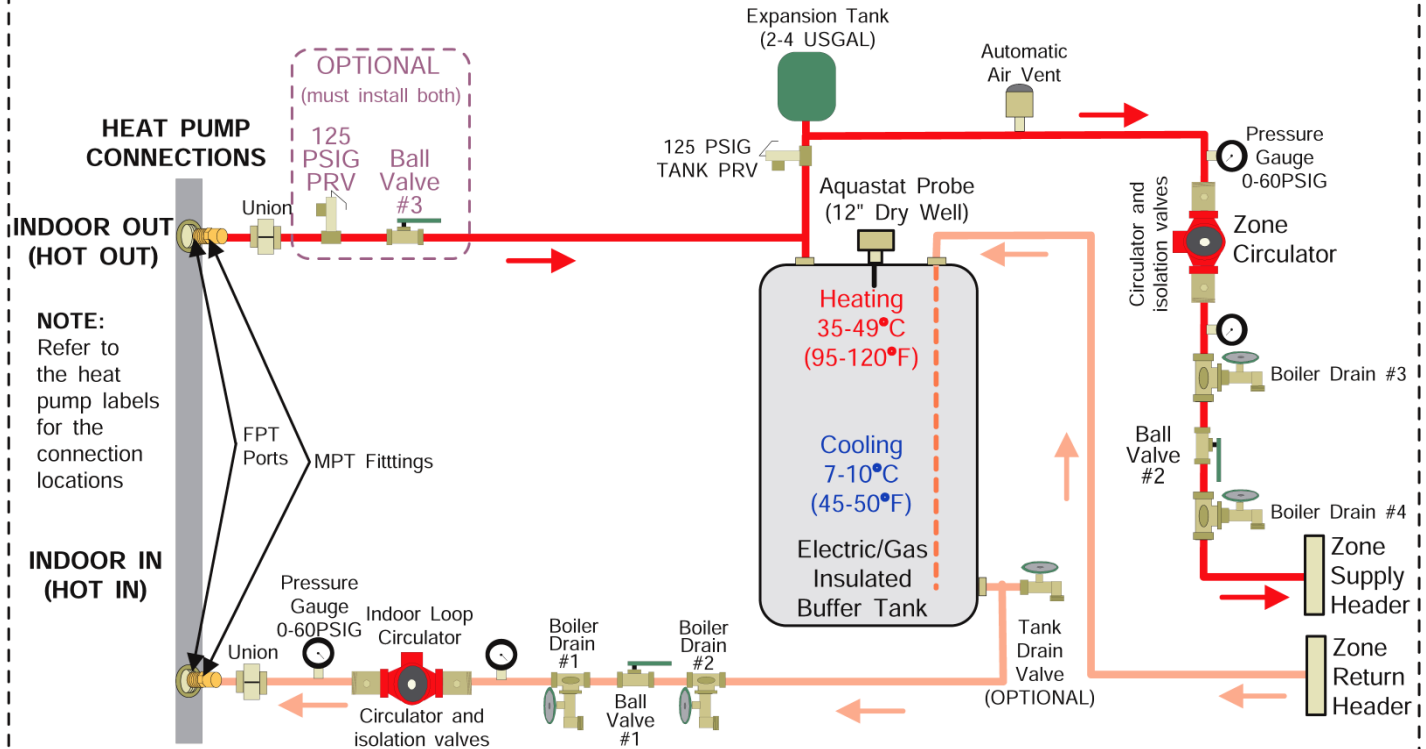 Expansion Tank
(2-4 USGAL)
Automatic
Air Vent
OPTIONAL
(must install both)
125
PSIG
PRV
Ball
Valve
#3
HEAT PUMP
CONNECTIONS
125 PSIG
TANK PRV
Pressure
Gauge
0-60PSIG
Aquastat Probe
(12" Dry Well)
Union
INDOOR OUT
(HOT OUT)
Circulator and
isolation valves
Zone
Circulator
Heating
35-49°C
(95-120°F)
NOTE:
Refer to
the heat
pump labels
for the
connection
locations
Boiler Drain #3
FPT
Ports
MPT Fitttings
Cooling
7-10°C
(45-50°F)
Ball
Valve
#2
Boiler Drain #4
Electric/Gas
Insulated
Buffer Tank
INDOOR IN
(HOT IN)
Zone
Supply
Header
Pressure
Gauge
0-60PSIG
Indoor Loop
Circulator
Union
Boiler
Drain
#1
Boiler
Drain
#2
Tank
Drain
Valve
(OPTIONAL)
Zone
Return
Header
Circulator and
isolation valves
Ball
Valve
#1